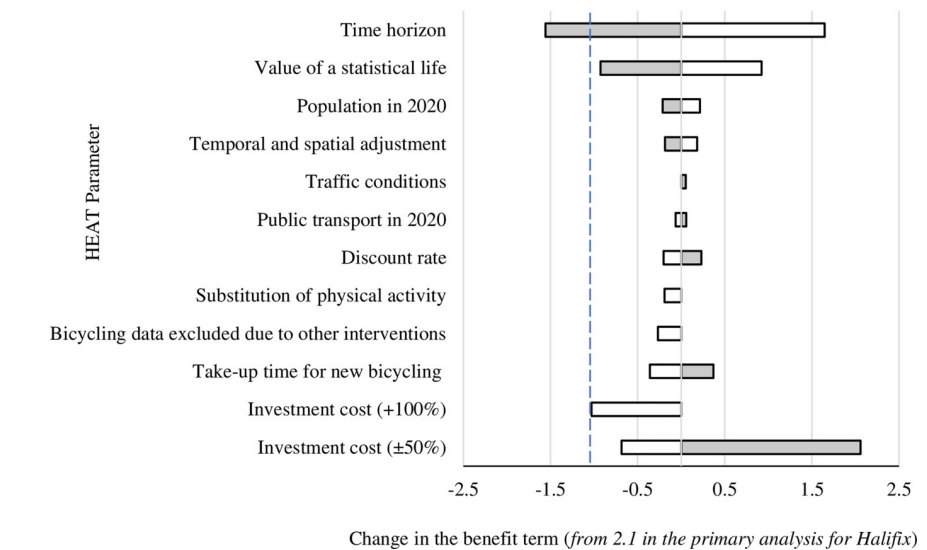 HEAT Parameter
Time horizon
Value of a statistical life
Population in 2020
Temporal and spatial adjustment
Traffic conditions
Public transport in 2020
Discount rate
Substitution of physical activity
Bicycling data excluded due to other interventions
Take-up time for new bicycling
Investment cost (+100%)
Investment cost (±50%)
-2.5 -1.5 -0.5 0.5 1.5 2.5
Change in the benefit term (from 2.1 in the primary analysis for Halifix)